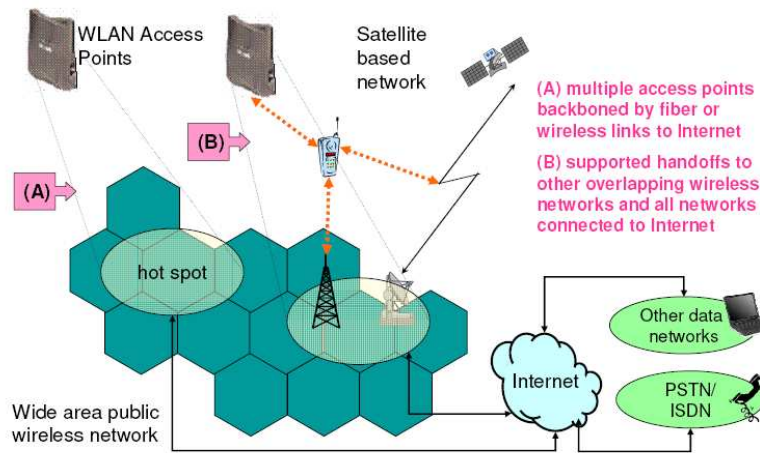 WLAN Access
Points
Satellite
based
network
(A) multiple access points
backboned by fiber or
wireless links to Internet
(B) supported handoffs to
other overlapping wireless
networks and all networks
connected to Internet
(B)
(A)
hot spot
Other data
networks
Internet
PSTN/
ISDN
Wide area public
wireless network